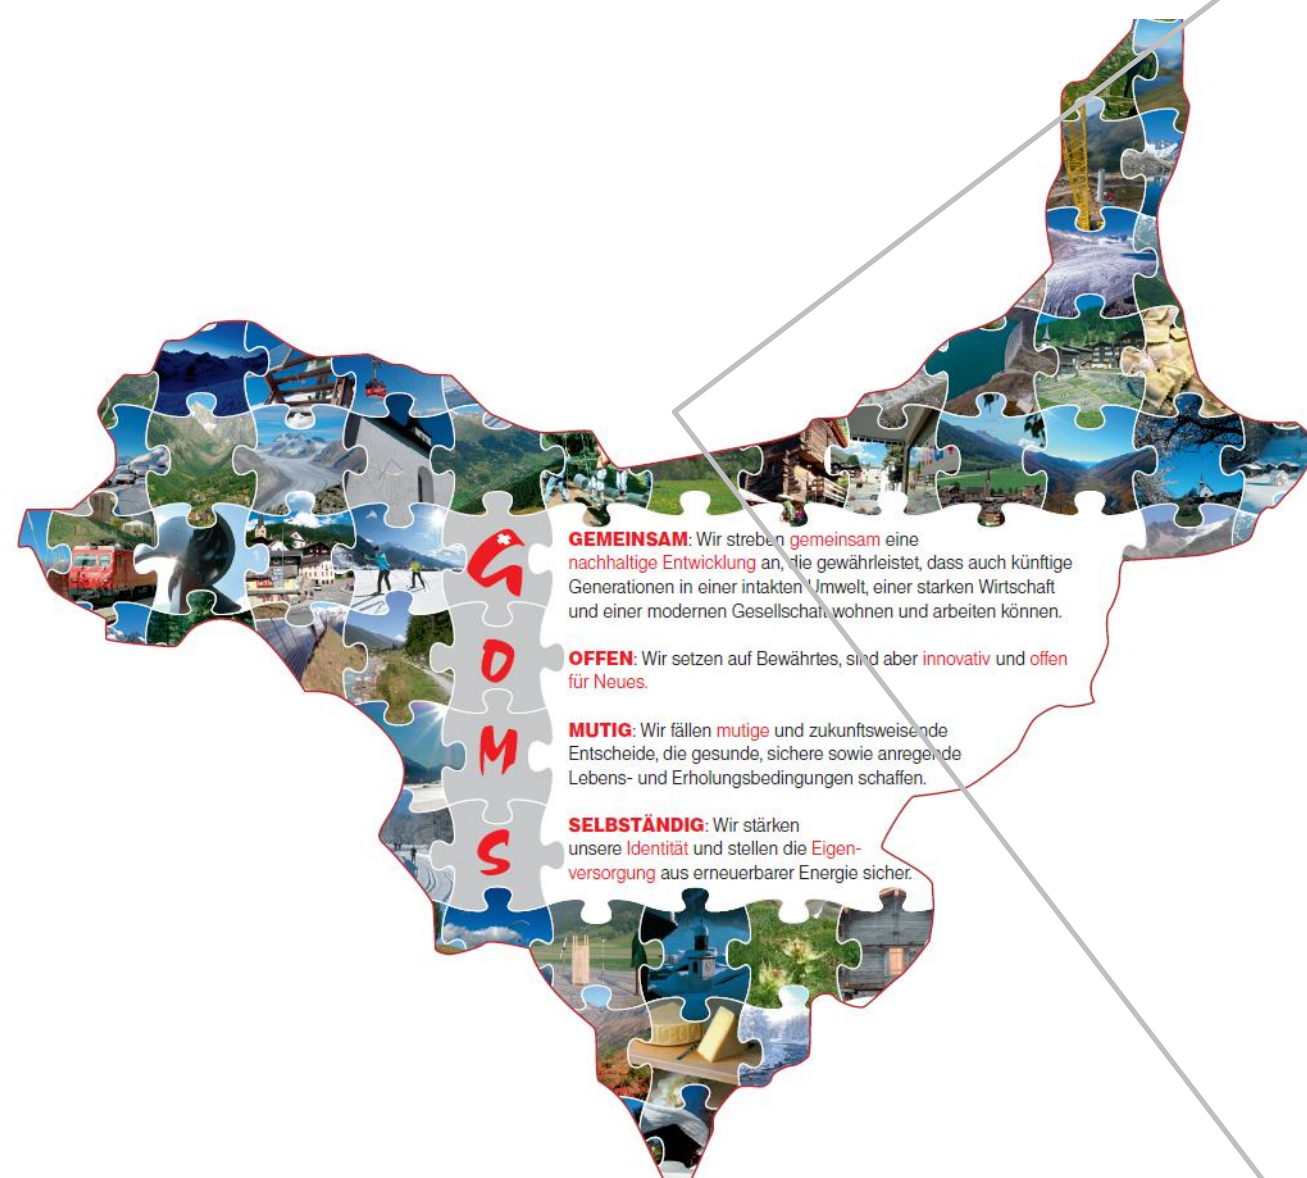 G
O
M
S
GEMEINSAM: Wir streben gemeinsam eine
nachhaltige Entwicklung an, die gewährleistet, dass auch künftige
Generationen in einer intakten Umwelt, einer starken Wirtschaft
und einer modernen Gesellschaft wohnen und arbeiten können.
OFFEN: Wir setzen auf Bewährtes, sind aber innovativ und offen
für Neues.
MUTIG: Wir fällen mutige und zukunftsweisende
Entscheide, die gesunde, sichere sowie anregende
Lebens- und Erholungsbedingungen schaffen.
SELBSTÄNDIG: Wir stärken
unsere Identität und stellen die Eigen-
versorgung aus erneuerbarer Energie sicher.